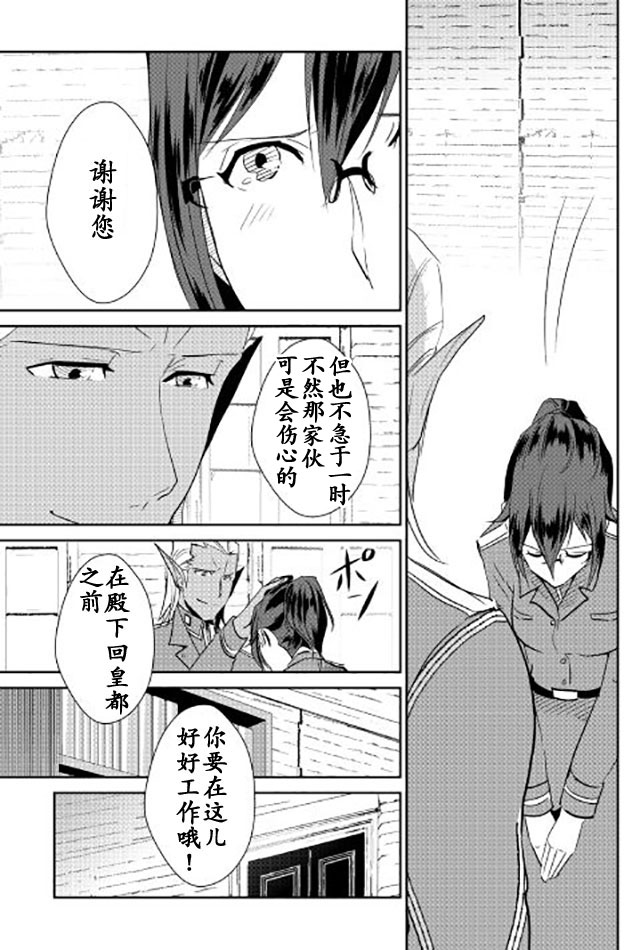 谢谢您
但也不急于一时
不然那家伙
可是会伤心的
ポン
在殿下回皇都
之前
你要在这儿
好好工作哦！